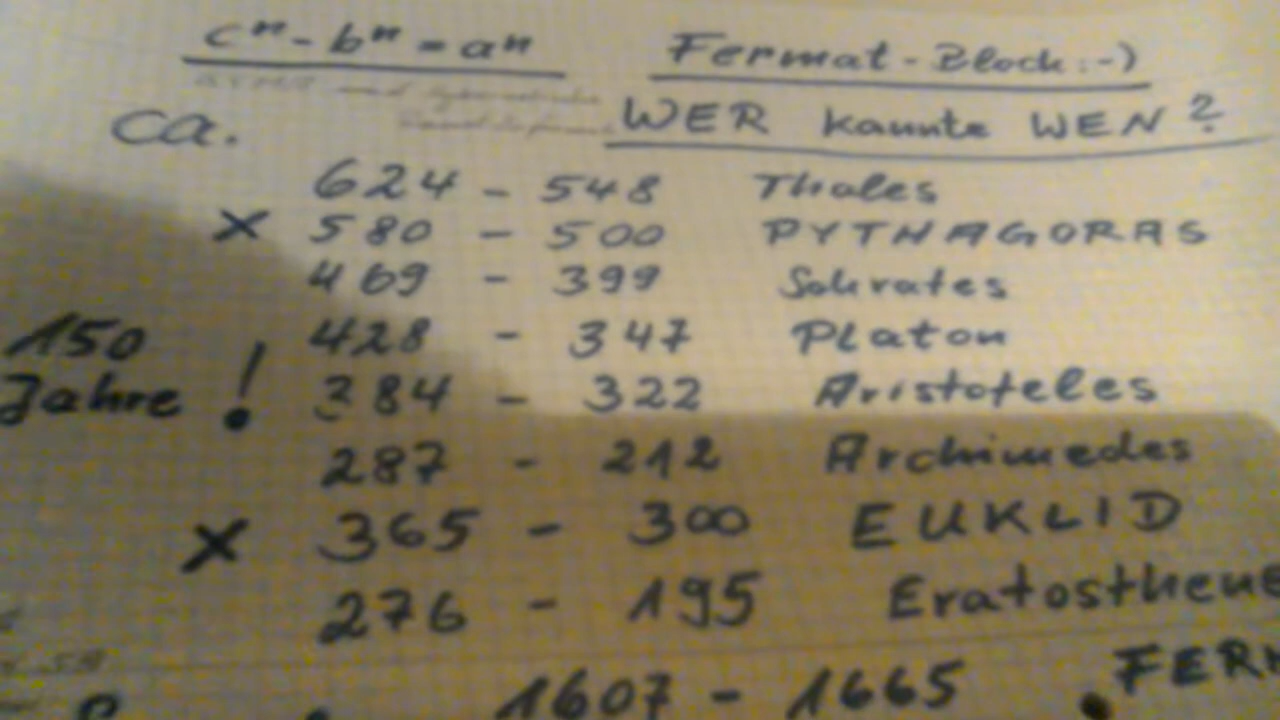 cⁿ - bⁿ = aⁿ Fermat - Block :-)
ca. WER kannte WEN ?
624 - 548 Thales
x 580 - 500 PYTHAGORAS
469 - 399 Sokrates
150 428 - 347 Platon
Jahre ! 384 - 322 Aristoteles
287 - 212 Archimedes
x 365 - 300 EUKLID
276 - 195 Eratosthene
1607 - 1665 . FER